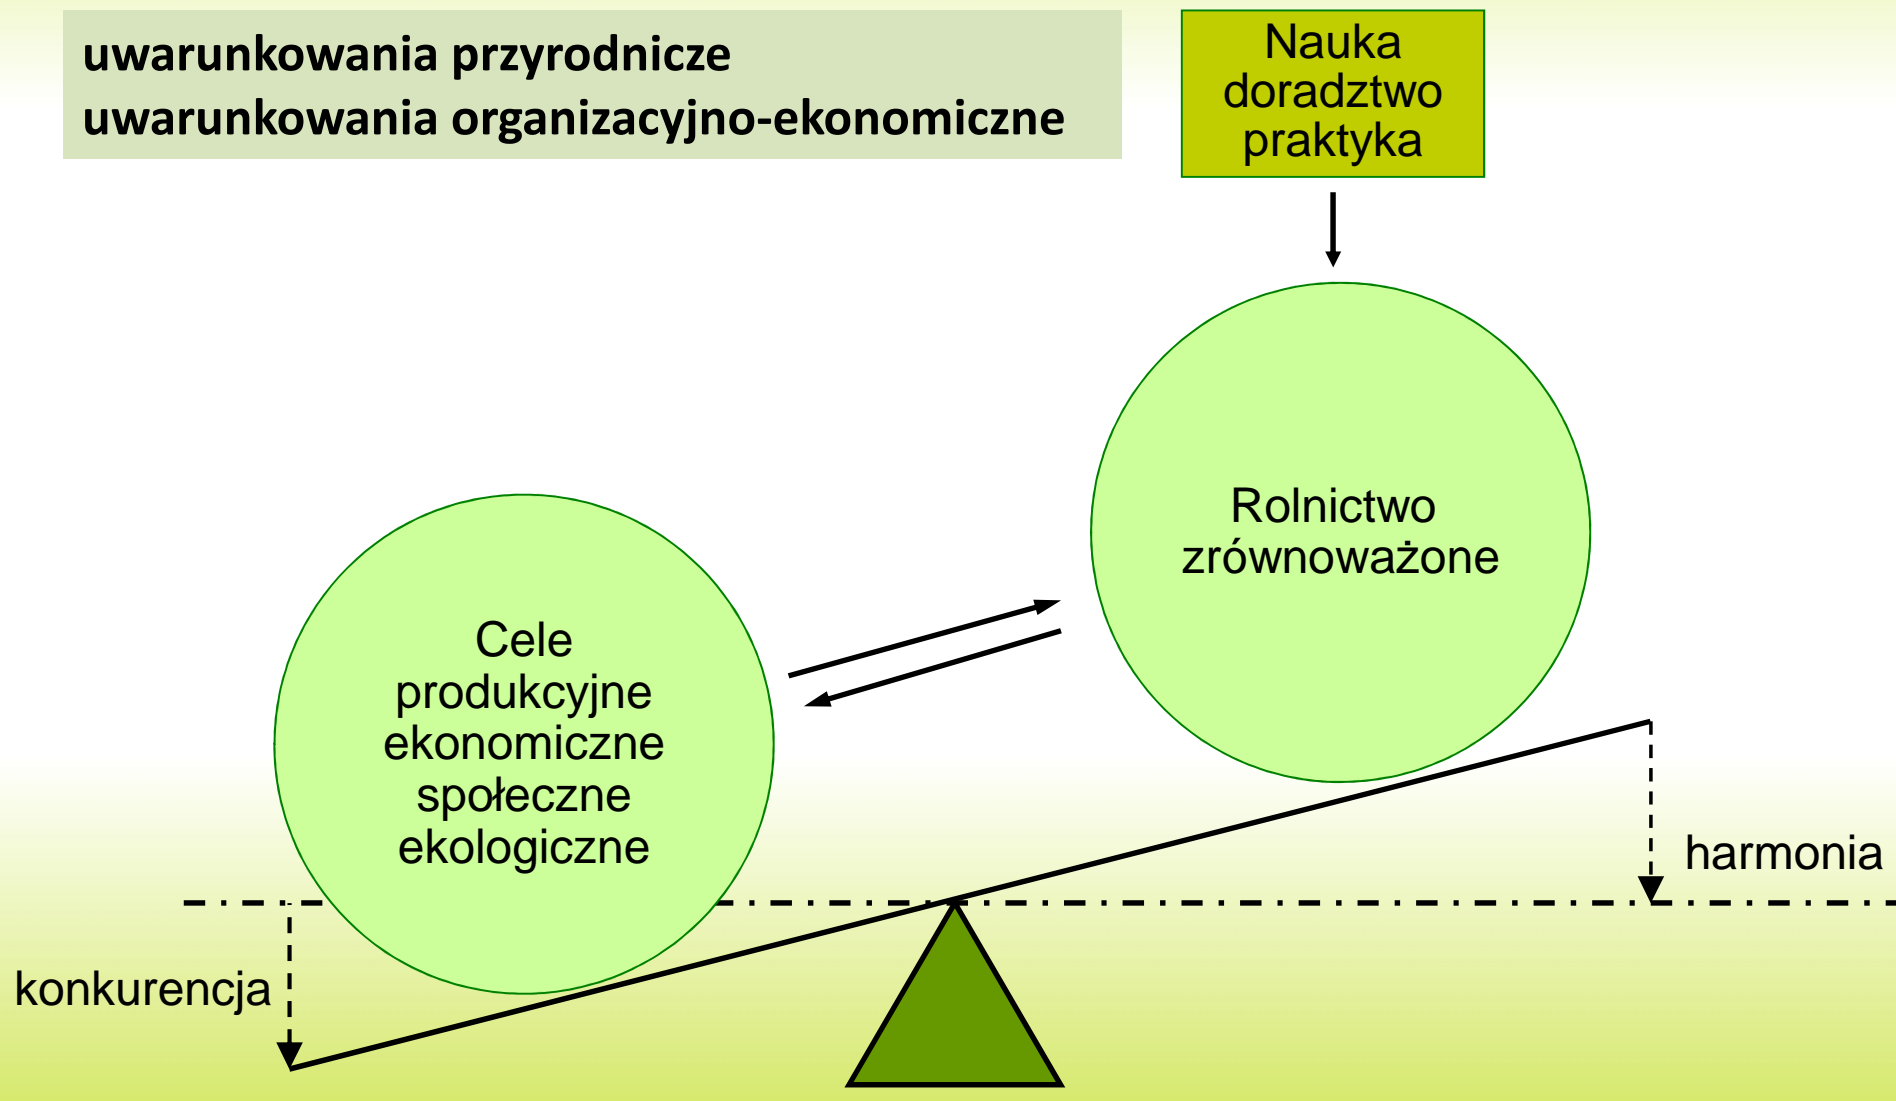 uwarunkowania przyrodnicze
uwarunkowania organizacyjno-ekonomiczne
Nauka
doradztwo
praktyka
Rolnictwo
zrównoważone
Cele
produkcyjne
ekonomiczne
społeczne
ekologiczne
harmonia
konkurencja